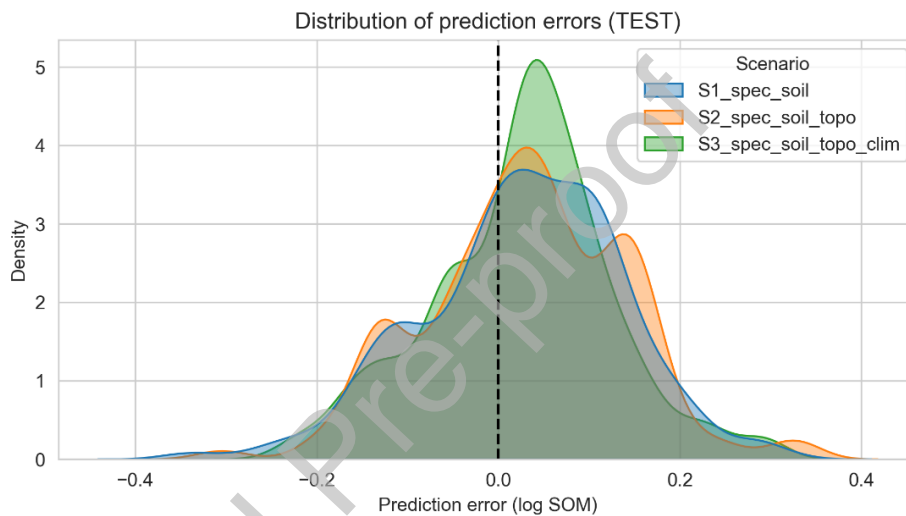 Distribution of prediction errors (TEST)
Scenario
S1_spec_soil
S2_spec_soil_topo
S3_spec_soil_topo_clim
Density
5
4
3
2
1
0
−0.4
−0.2
0.0
0.2
0.4
Prediction error (log SOM)
Pre-proof